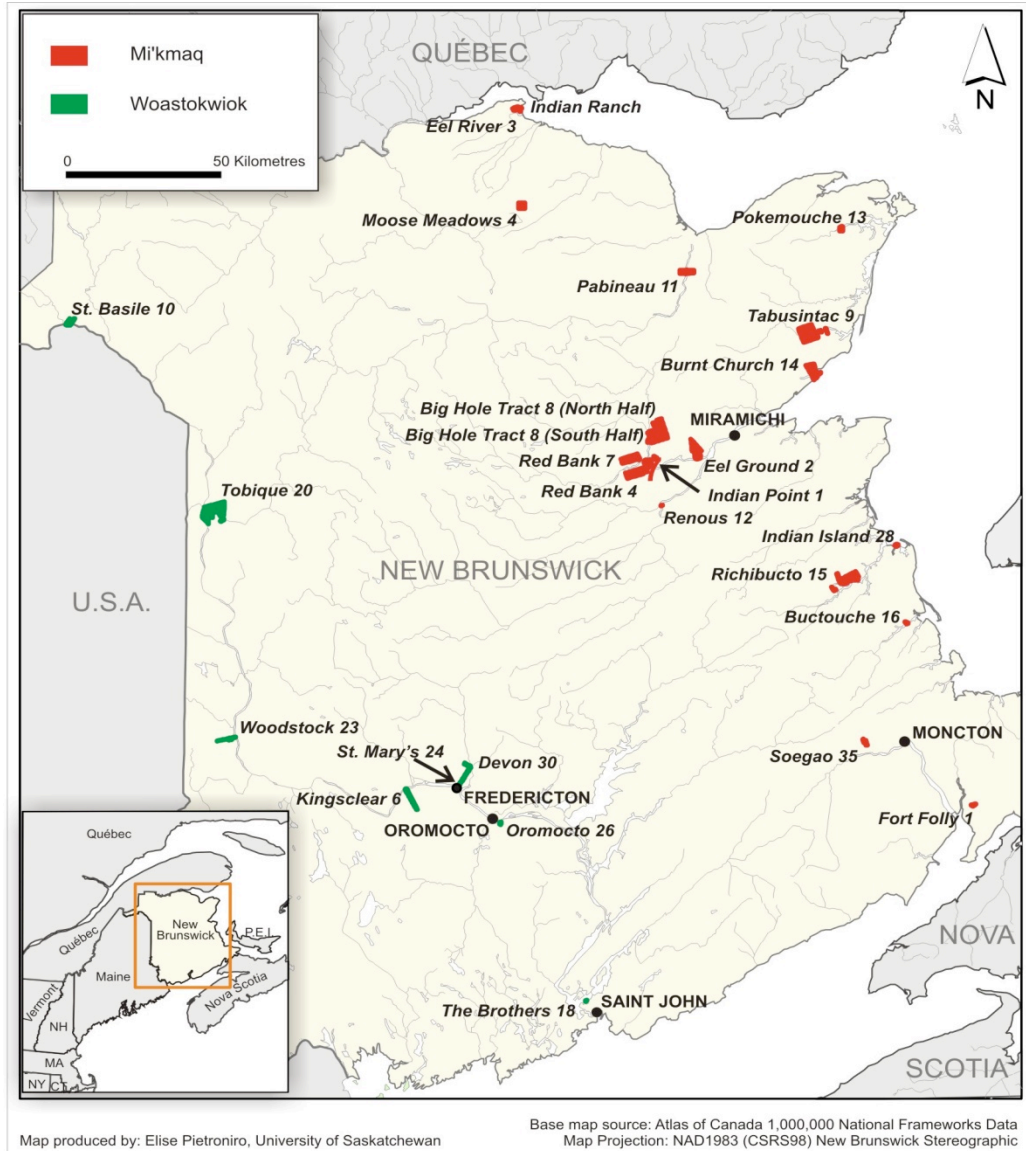 Mi'kmaq
Woastokwiok
0
50 Kilometres
QUÉBEC
N
Indian Ranch
Eel River 3
Moose Meadows 4
Pokemouche 13
Pabineau 11
St. Basile 10
Tabusintac 9
Burnt Church 14
Big Hole Tract 8 (North Half)
MIRAMICHI
Big Hole Tract 8 (South Half)
Red Bank 7
Eel Ground 2
Red Bank 4
Indian Point 1
Tobique 20
Renous 12
Indian Island 28
NEW BRUNSWICK
Richibucto 15
U.S.A.
Buctouche 16
Woodstock 23
MONCTON
St. Mary's 24
Soegao 35
Devon 30
Kingsclear 6
FREDERICTON
Fort Folly 1
OROMOCTO
Oromocto 26
NOVA
The Brothers 18
SAINT JOHN
SCOTIA
Québec
New
Brunswick
P.E.I.
Québec
Maine
Nova Scotia
Vermont
NH
MA
NY
CT
Map produced by: Elise Pietroniro, University of Saskatchewan
Base map source: Atlas of Canada 1,000,000 National Frameworks Data
Map Projection: NAD1983 (CSRS98) New Brunswick Stereographic